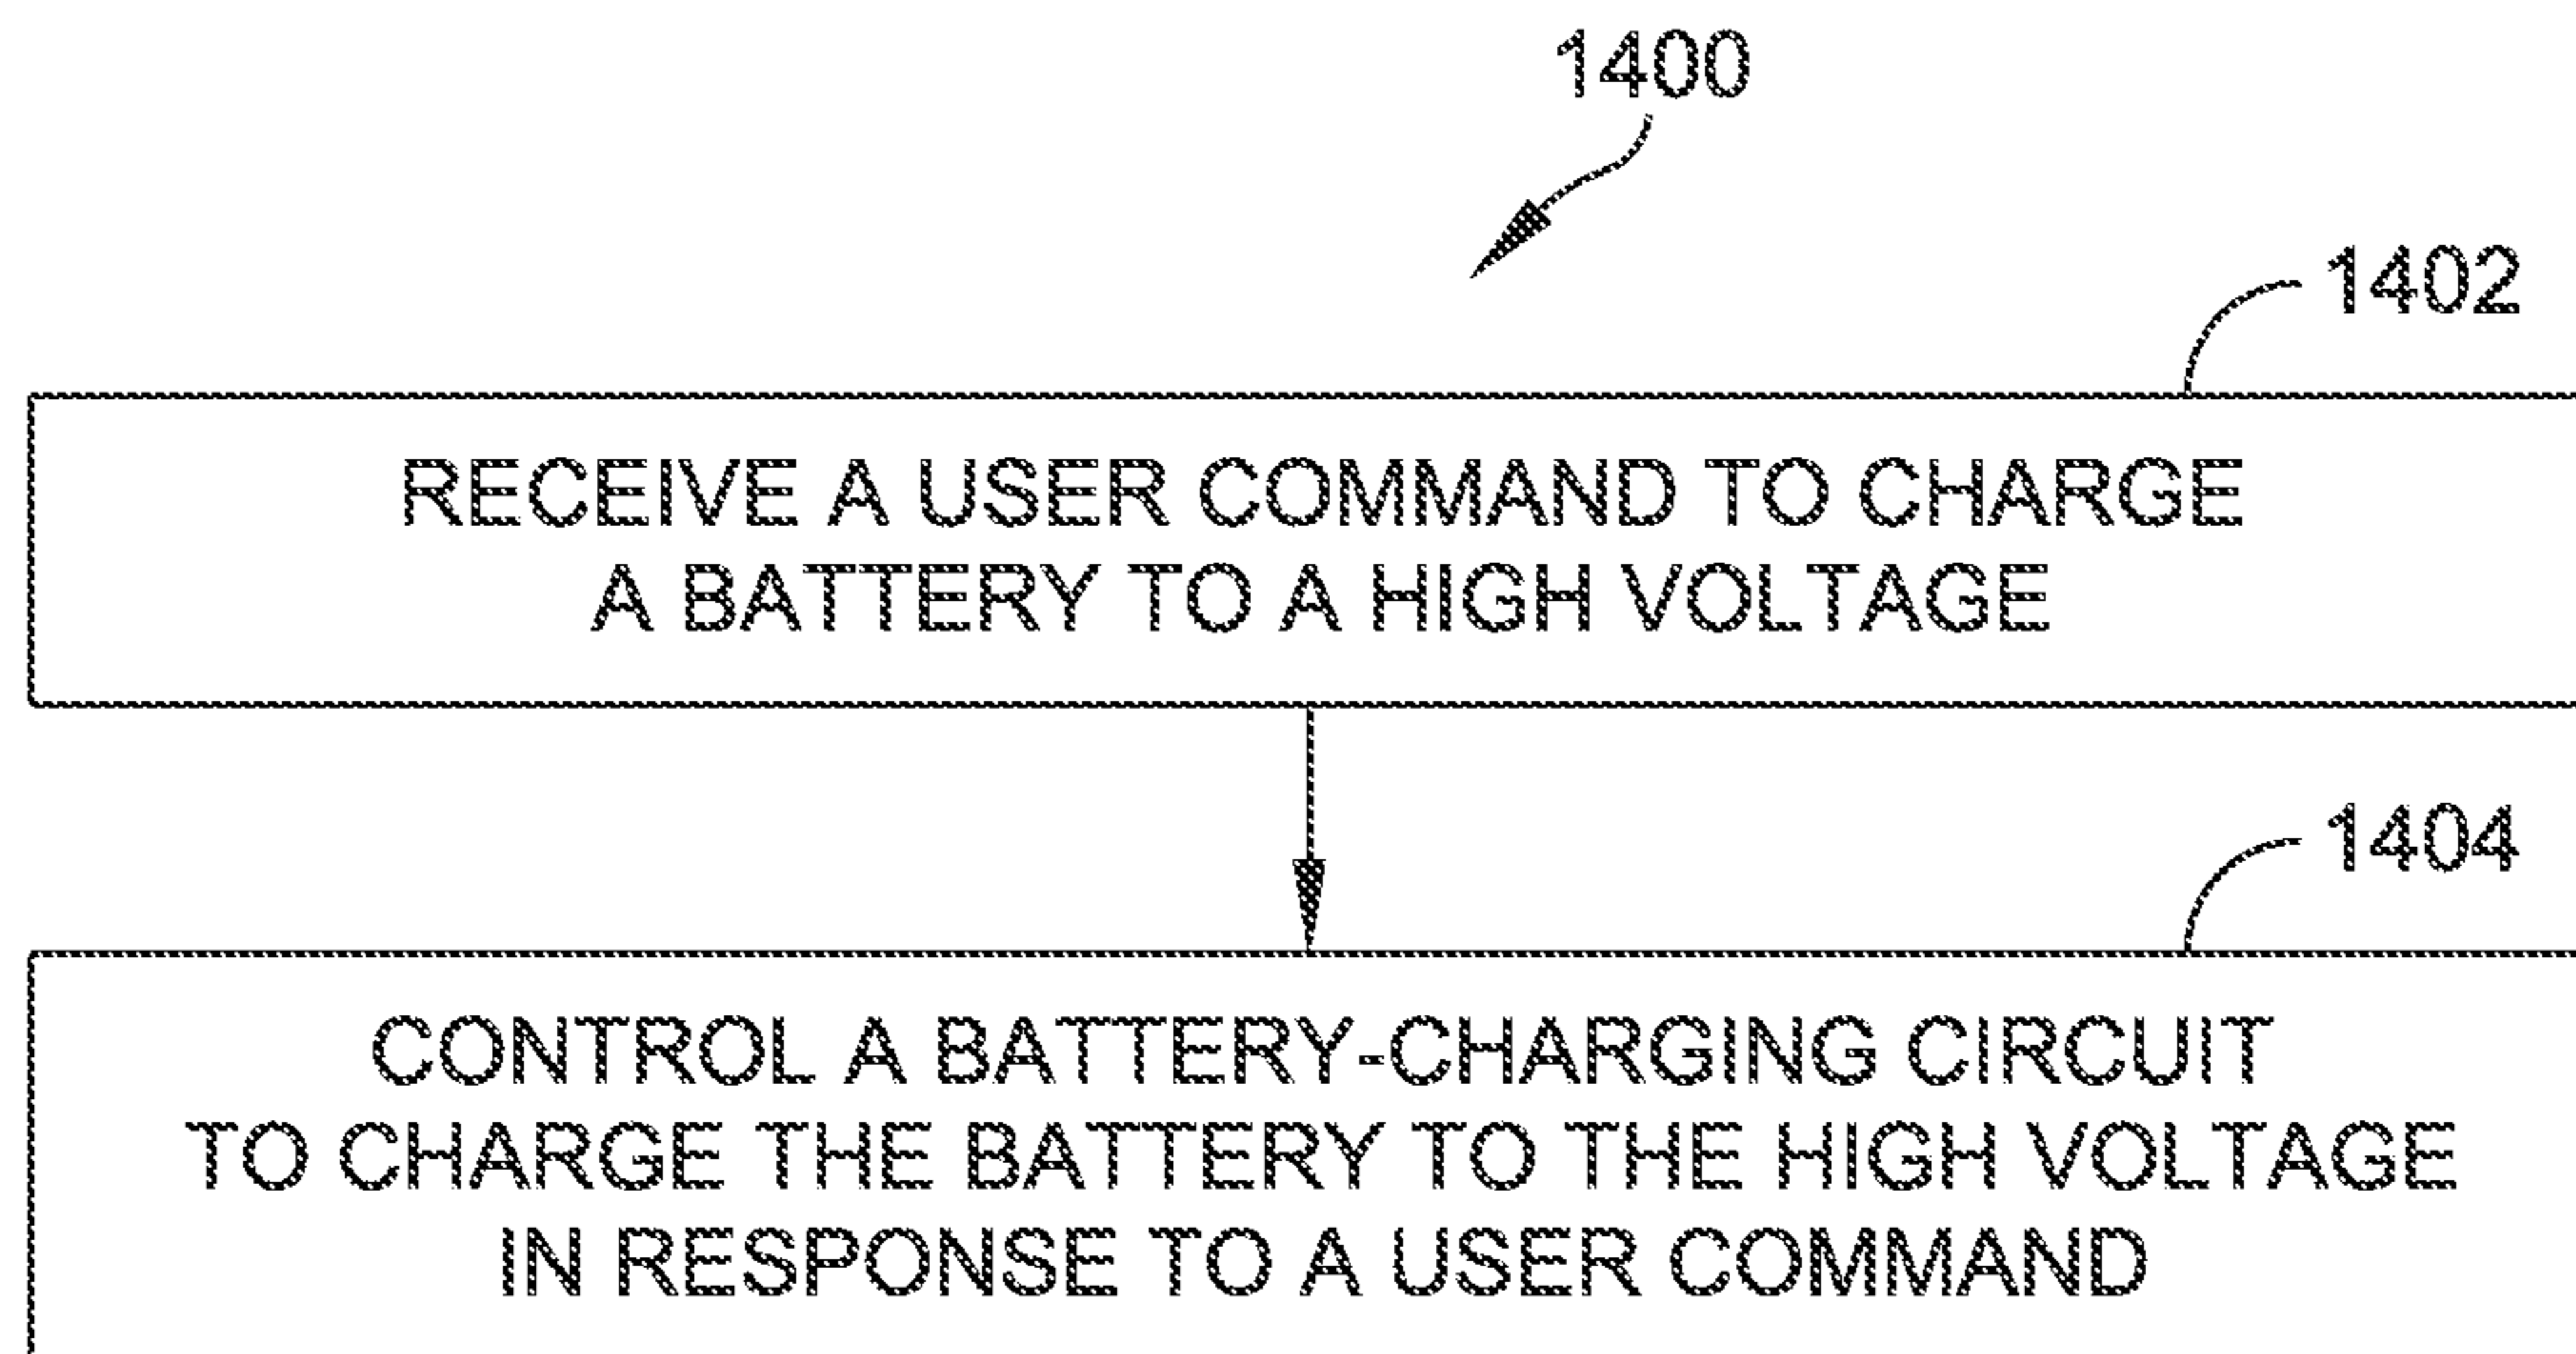 1400
1402
RECEIVE A USER COMMAND TO CHARGE
A BATTERY TO A HIGH VOLTAGE
1404
CONTROL A BATTERY-CHARGING CIRCUIT
TO CHARGE THE BATTERY TO THE HIGH VOLTAGE
IN RESPONSE TO A USER COMMAND